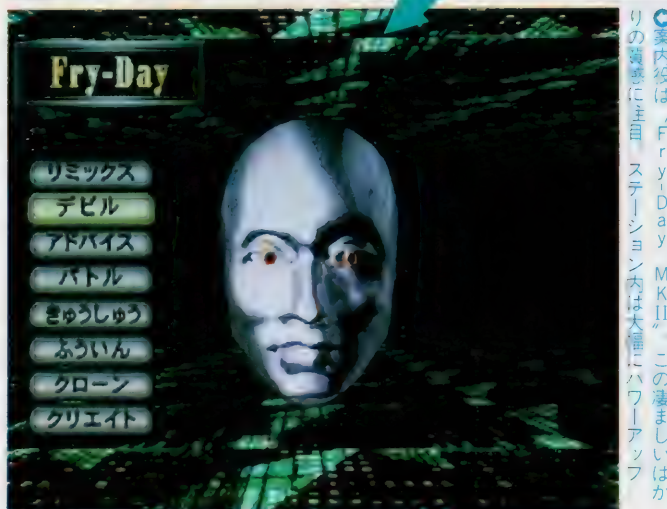 案内役は〝Fry-Day MKII〟。この凄ましいばか
りの質感に注目 ステーション内は大幅にパワーアップ
Fry-Day
リミックス
デビル
アドバイス
バトル
きゅうしゅう
ふういん
クローン
クリエイト